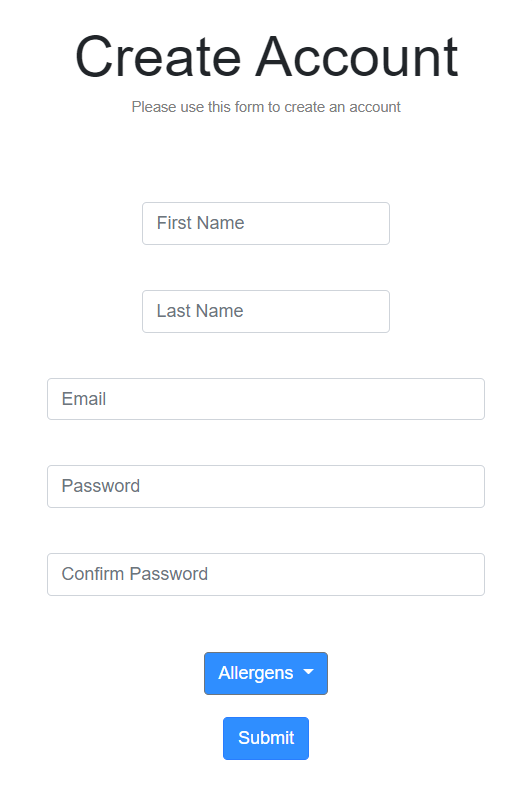 Create Account
Please use this form to create an account
First Name
Last Name
Email
Password
Confirm Password
Allergens
Submit